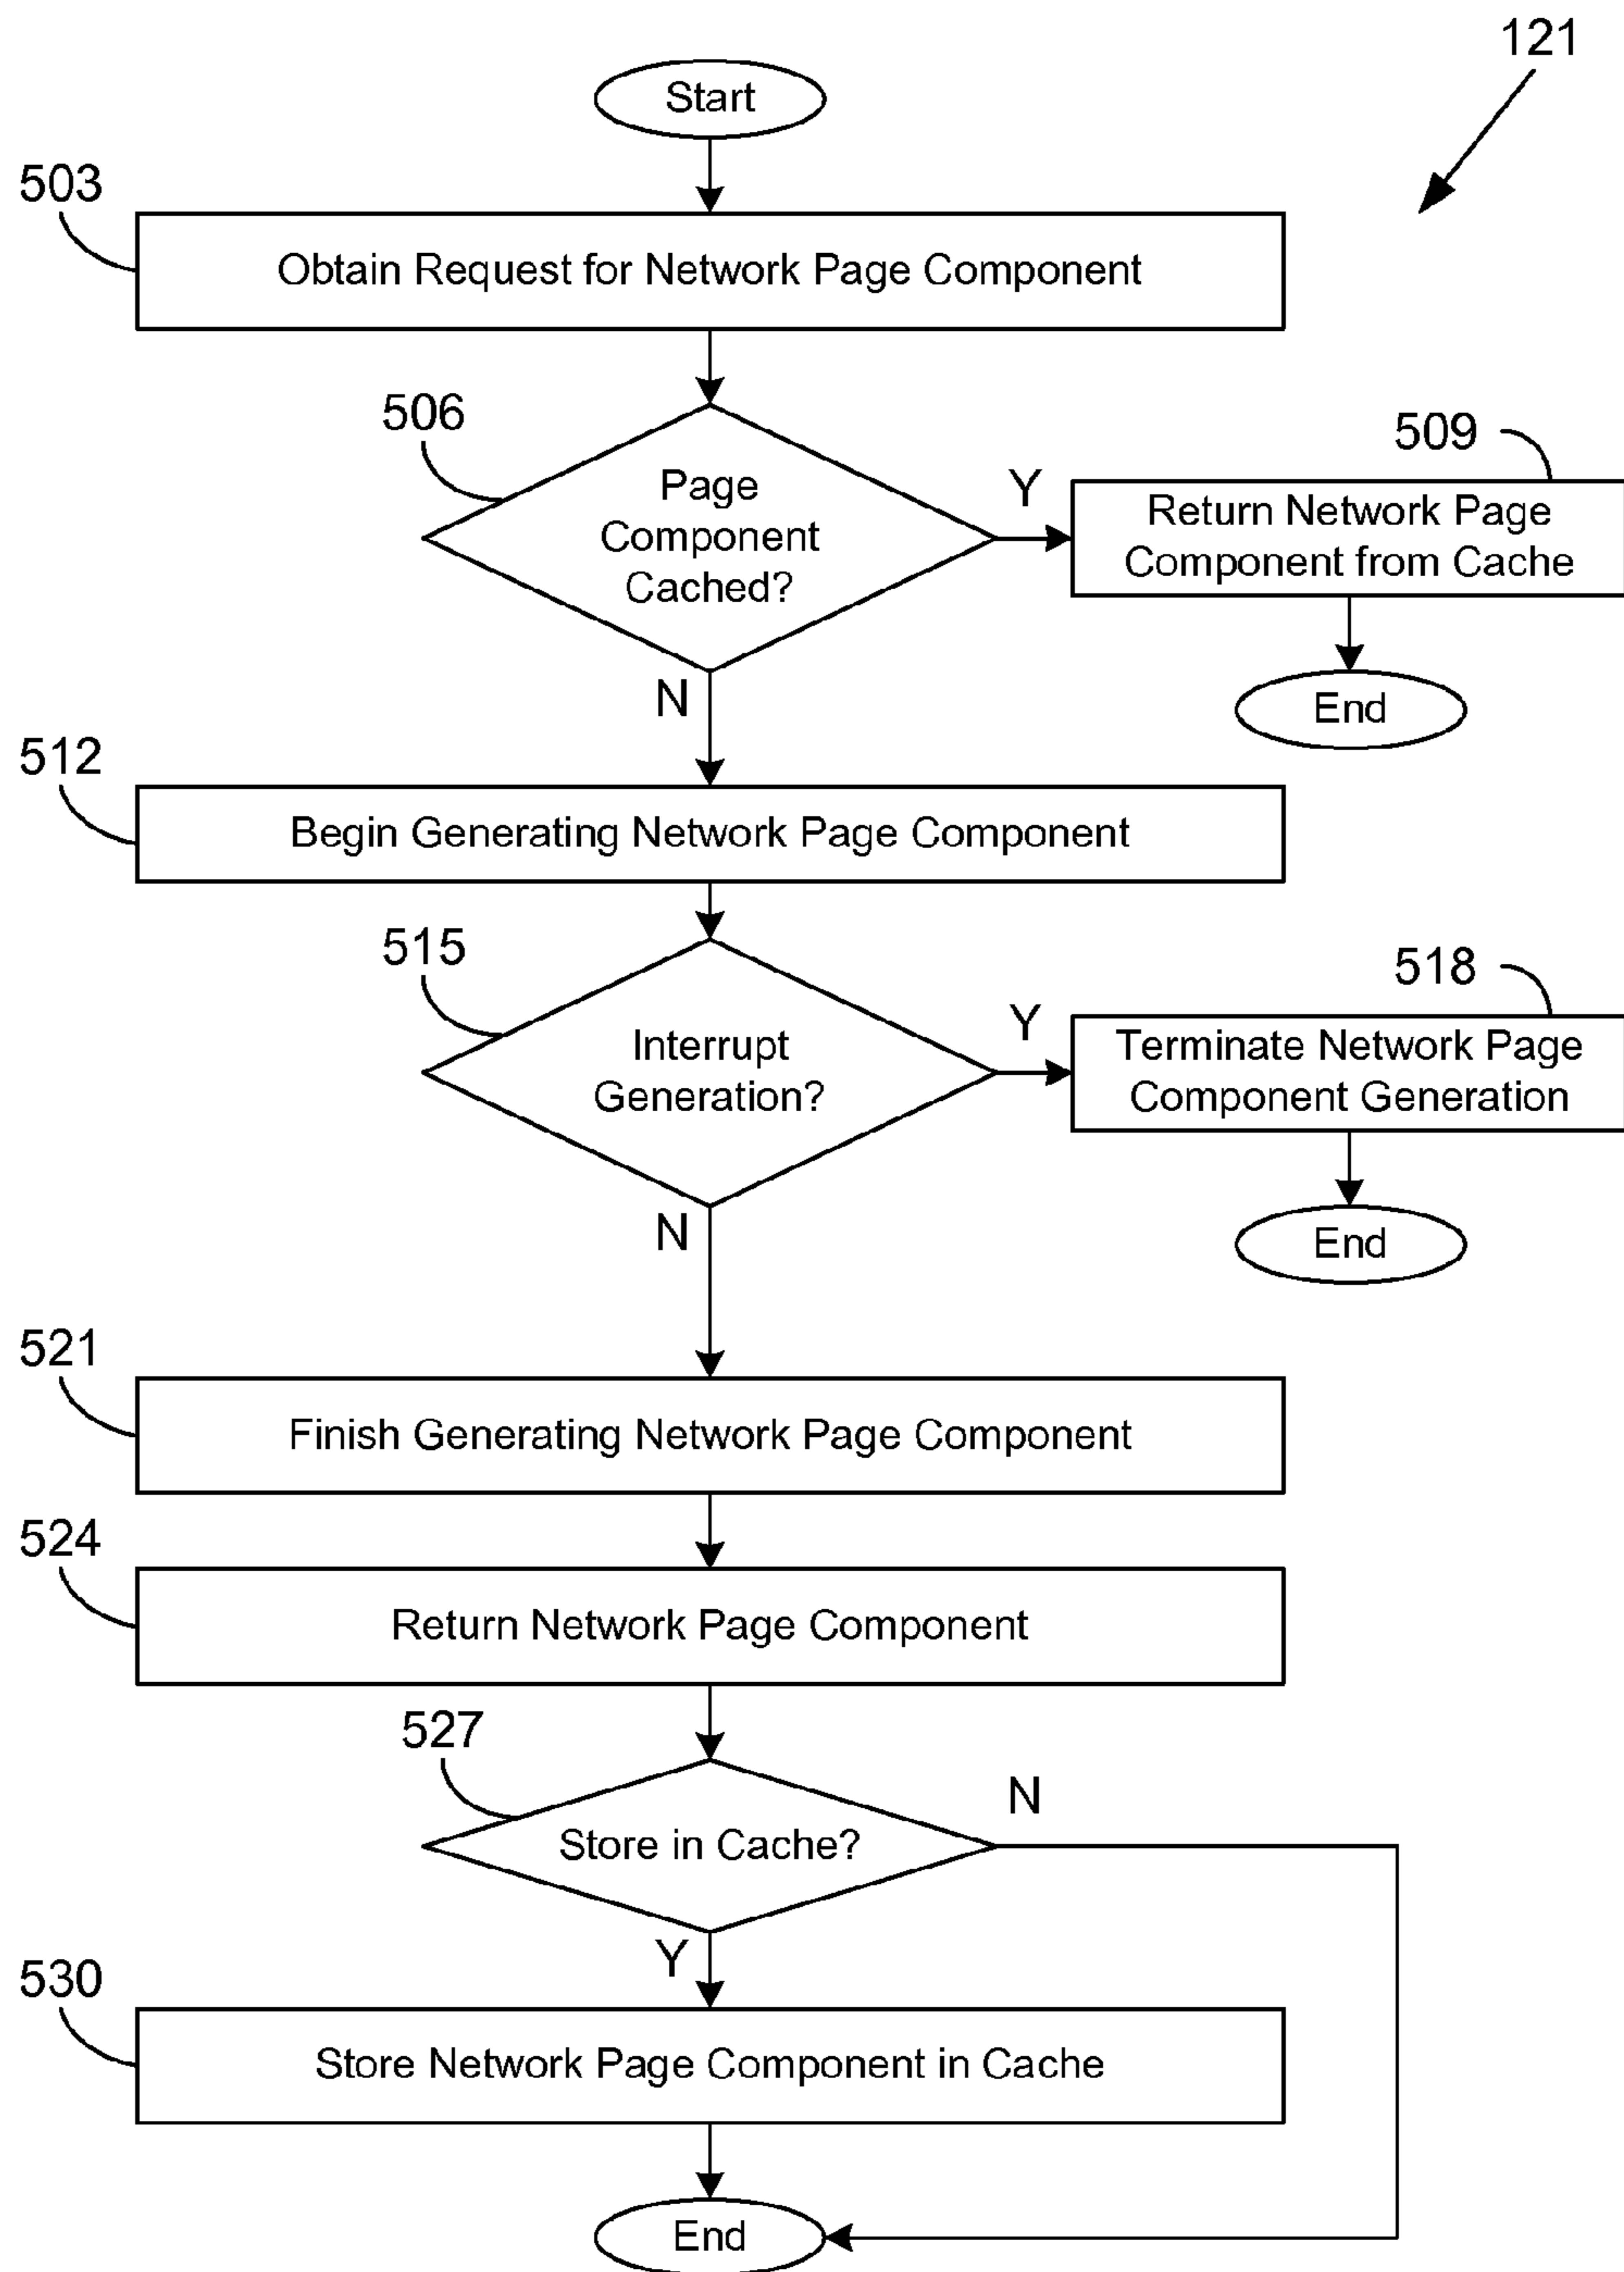 121
Start
503
Obtain Request for Network Page Component
506
Page
Component
Cached?
Y
509
Return Network Page
Component from Cache
End
N
512
Begin Generating Network Page Component
515
Interrupt
Generation?
Y
518
Terminate Network Page
Component Generation
End
N
521
Finish Generating Network Page Component
524
Return Network Page Component
527
Store in Cache?
N
Y
530
Store Network Page Component in Cache
End